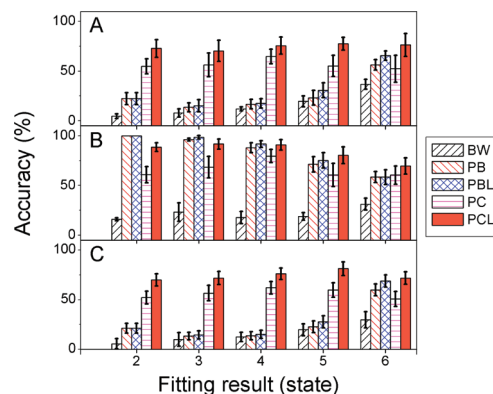 A
100
50
0
B
100
50
0
C
100
50
0
Accuracy (%)
2 3 4 5 6
Fitting result (state)
BW
PB
PBL
PC
PCL